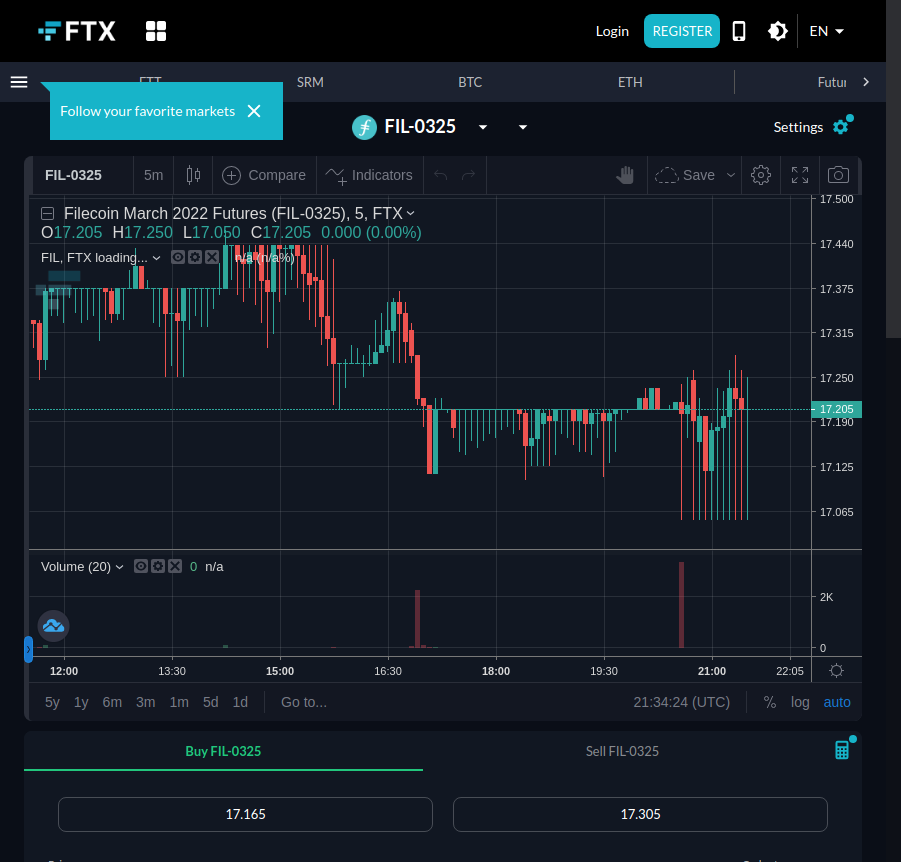 FTX
Login
REGISTER
EN
FTT
SRM
BTC
ETH
Futur
Follow your favorite markets
FIL-0325
Settings
FIL-0325
5m
Compare
Indicators
Save
Filecoin March 2022 Futures (FIL-0325), 5, FTX
O17.205 H17.250 L17.050 C17.205 0.000 (0.00%)
FIL, FTX loading...
n/a (n/a%)
17.500
17.440
17.375
17.315
17.250
17.205
17.190
17.125
17.065
Volume (20)
0 n/a
2K
0
12:00
13:30
15:00
16:30
18:00
19:30
21:00
22:05
5y 1y 6m 3m 1m 5d 1d
Go to...
21:34:24 (UTC)
%
log
auto
Buy FIL-0325
Sell FIL-0325
17.165
17.305